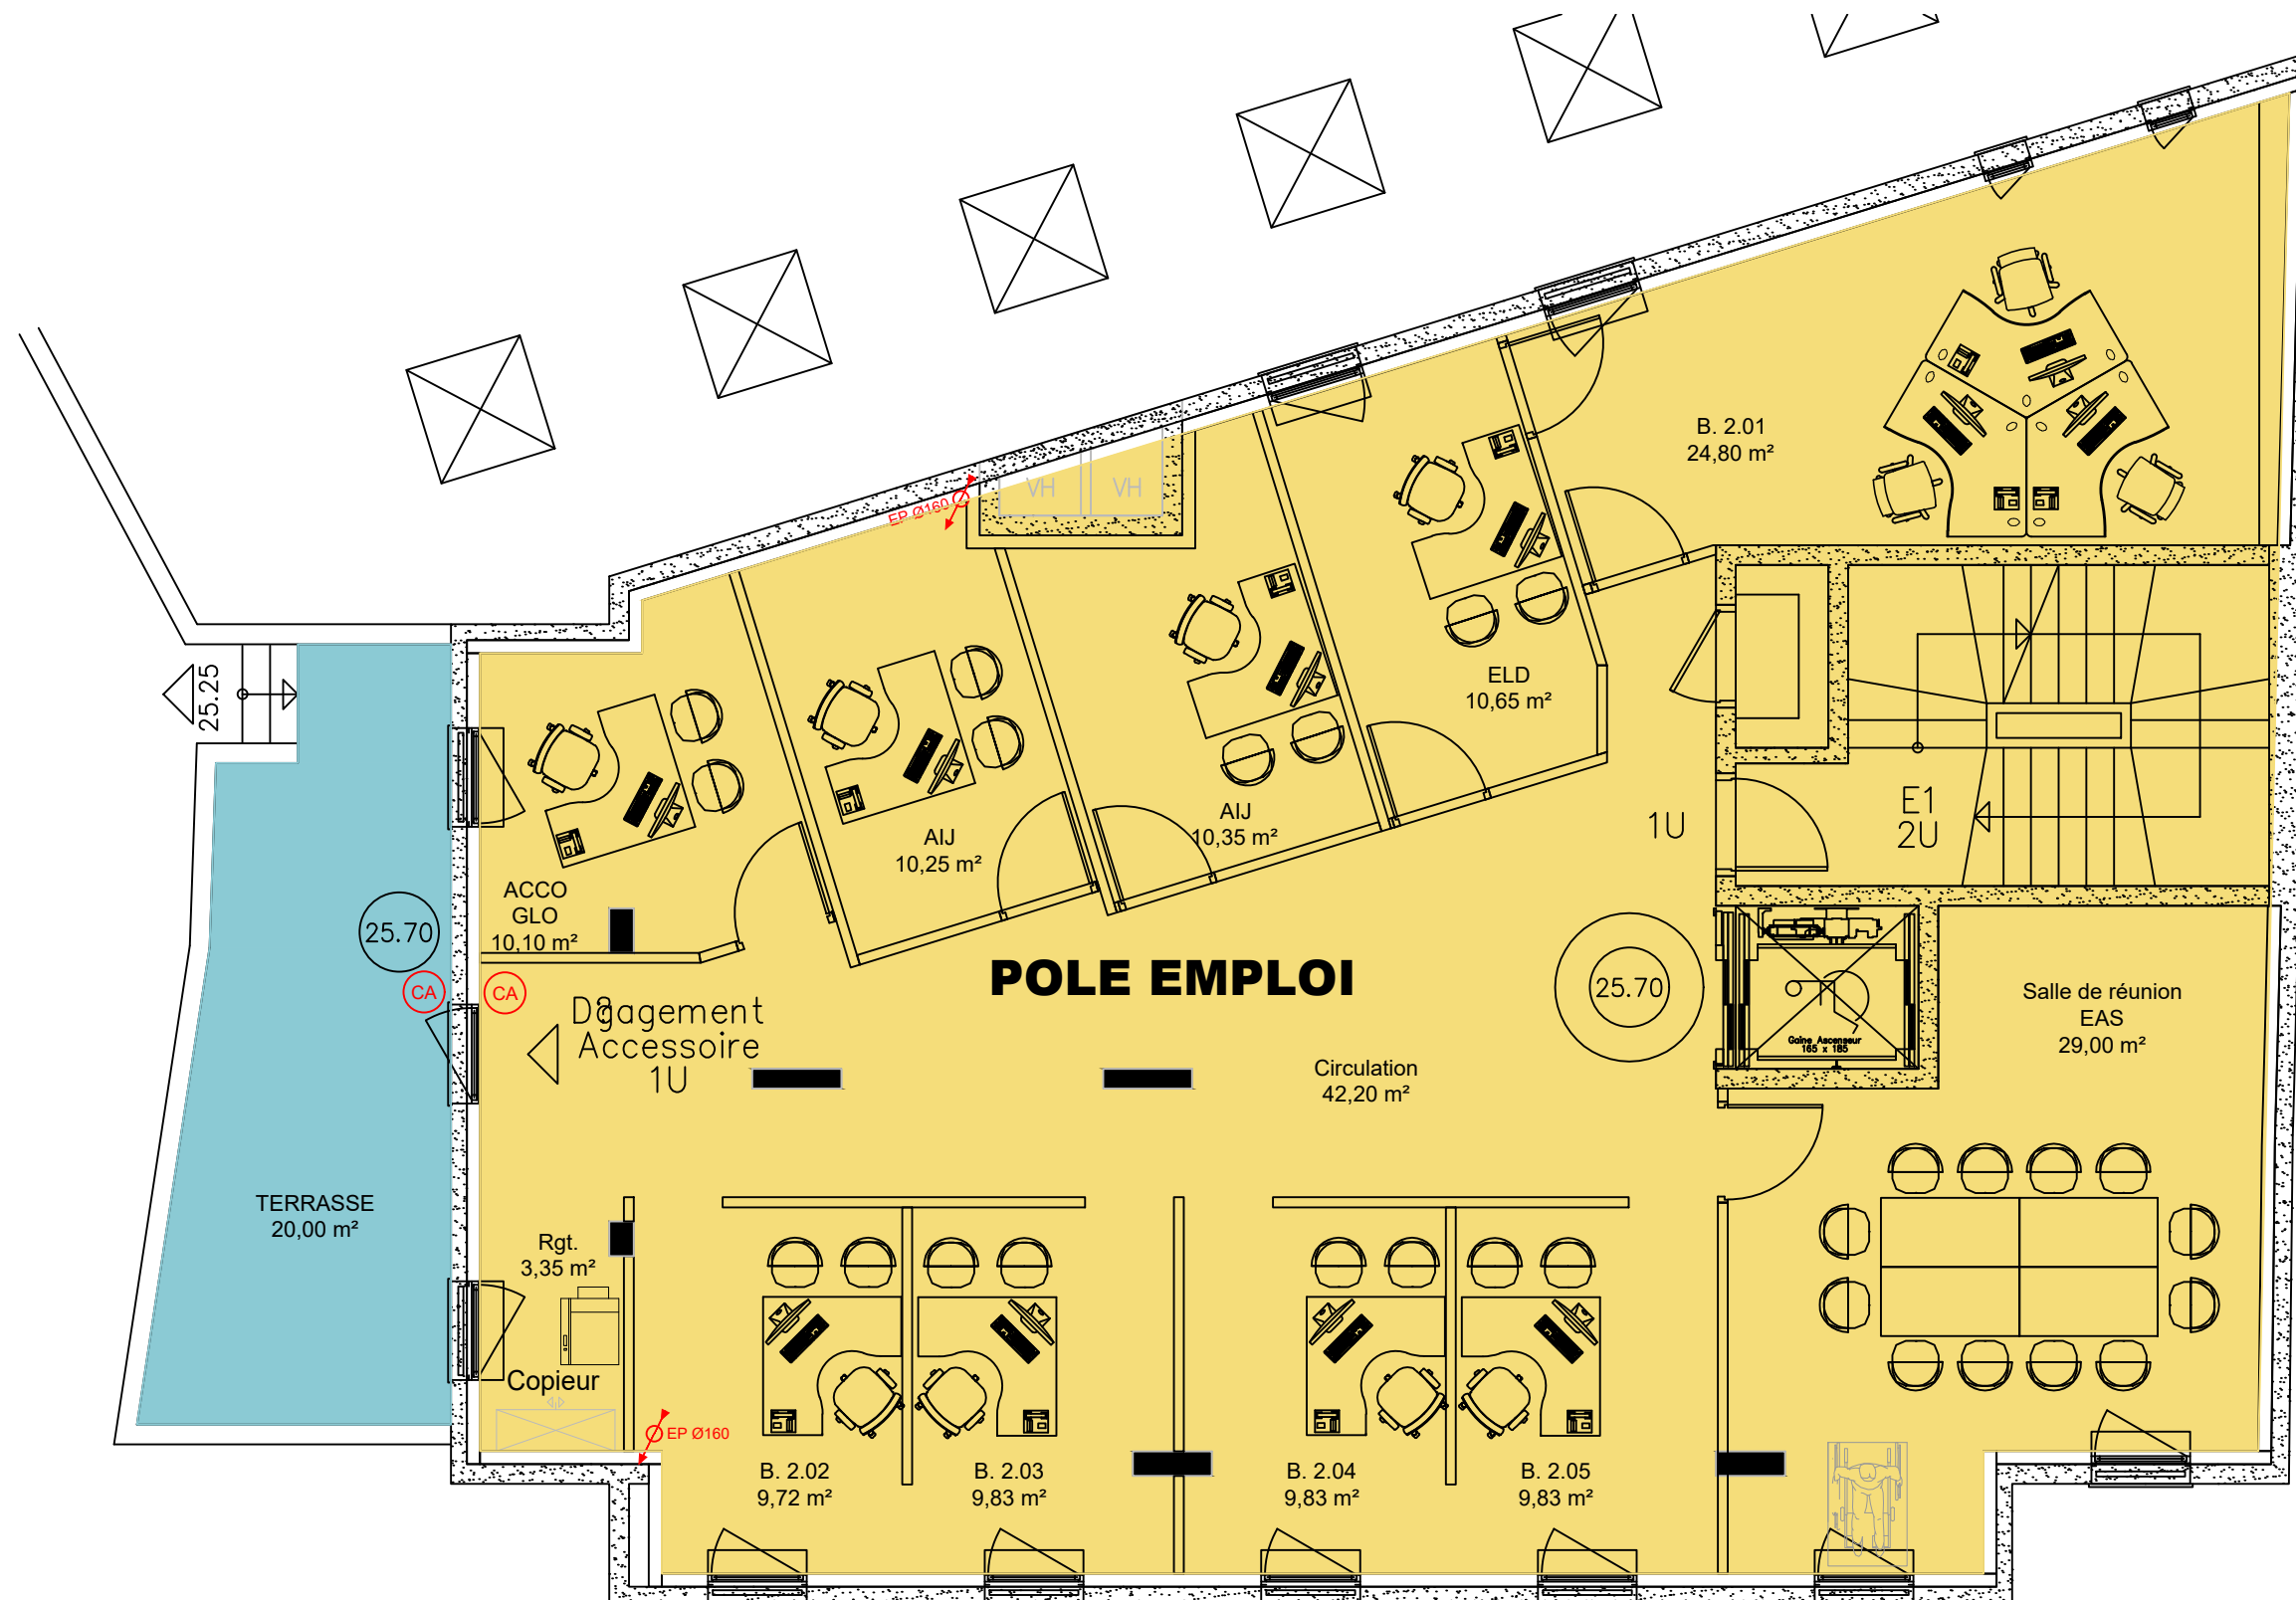 B. 2.01
24,80 m²
VH
VH
EP Ø160
25.25
ELD
10,65 m²
AIJ
10,35 m²
AIJ
10,25 m²
1U
E1
2U
ACCO
GLO
10,10 m²
25.70
CA
CA
POLE EMPLOI
25.70
D?gagement
Accessoire
1U
Gaine Ascenseur
165 x 185
Salle de réunion
EAS
29,00 m²
Circulation
42,20 m²
TERRASSE
20,00 m²
Rgt.
3,35 m²
Copieur
EP Ø160
B. 2.02
9,72 m²
B. 2.03
9,83 m²
B. 2.04
9,83 m²
B. 2.05
9,83 m²